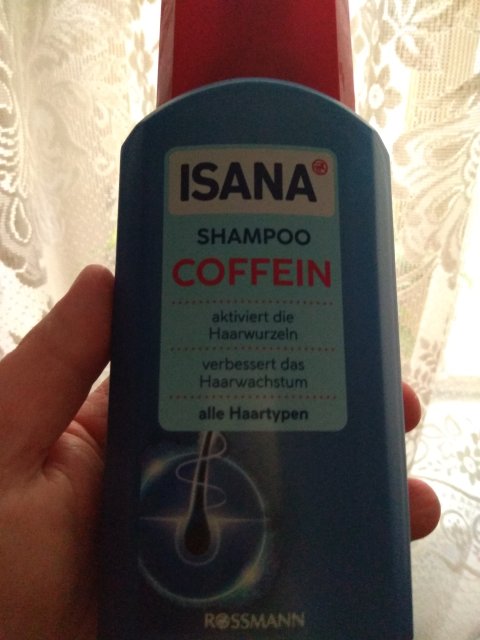 ISANA
SHAMPOO
COFFEIN
aktiviert die
Haarwurzeln
verbessert das
Haarwachstum
alle Haartypen
ROSSMANN